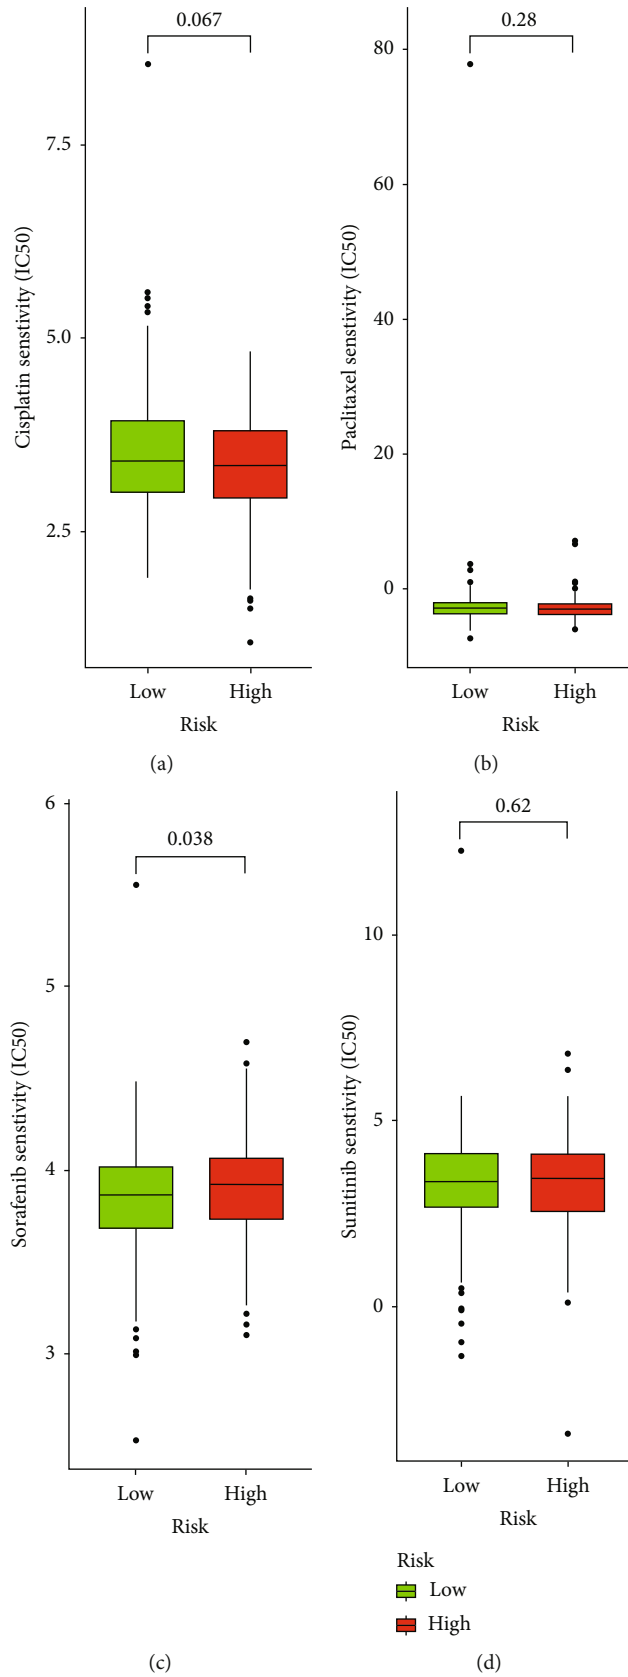 0.067
7.5
5.0
2.5
Cisplatin senstivity (IC50)
Low High
Risk
(a)
0.28
80
60
40
20
0
Paclitaxel senstivity (IC50)
Low High
Risk
(b)
6
0.038
5
4
3
Sorafenib senstivity (IC50)
Low High
Risk
(c)
0.62
10
5
0
Sunitinib senstivity (IC50)
Low High
Risk
Risk
Low
High
(d)